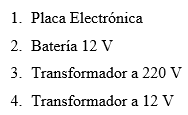 1. Placa Electrónica
2. Batería 12 V
3. Transformador a 220 V
4. Transformador a 12 V